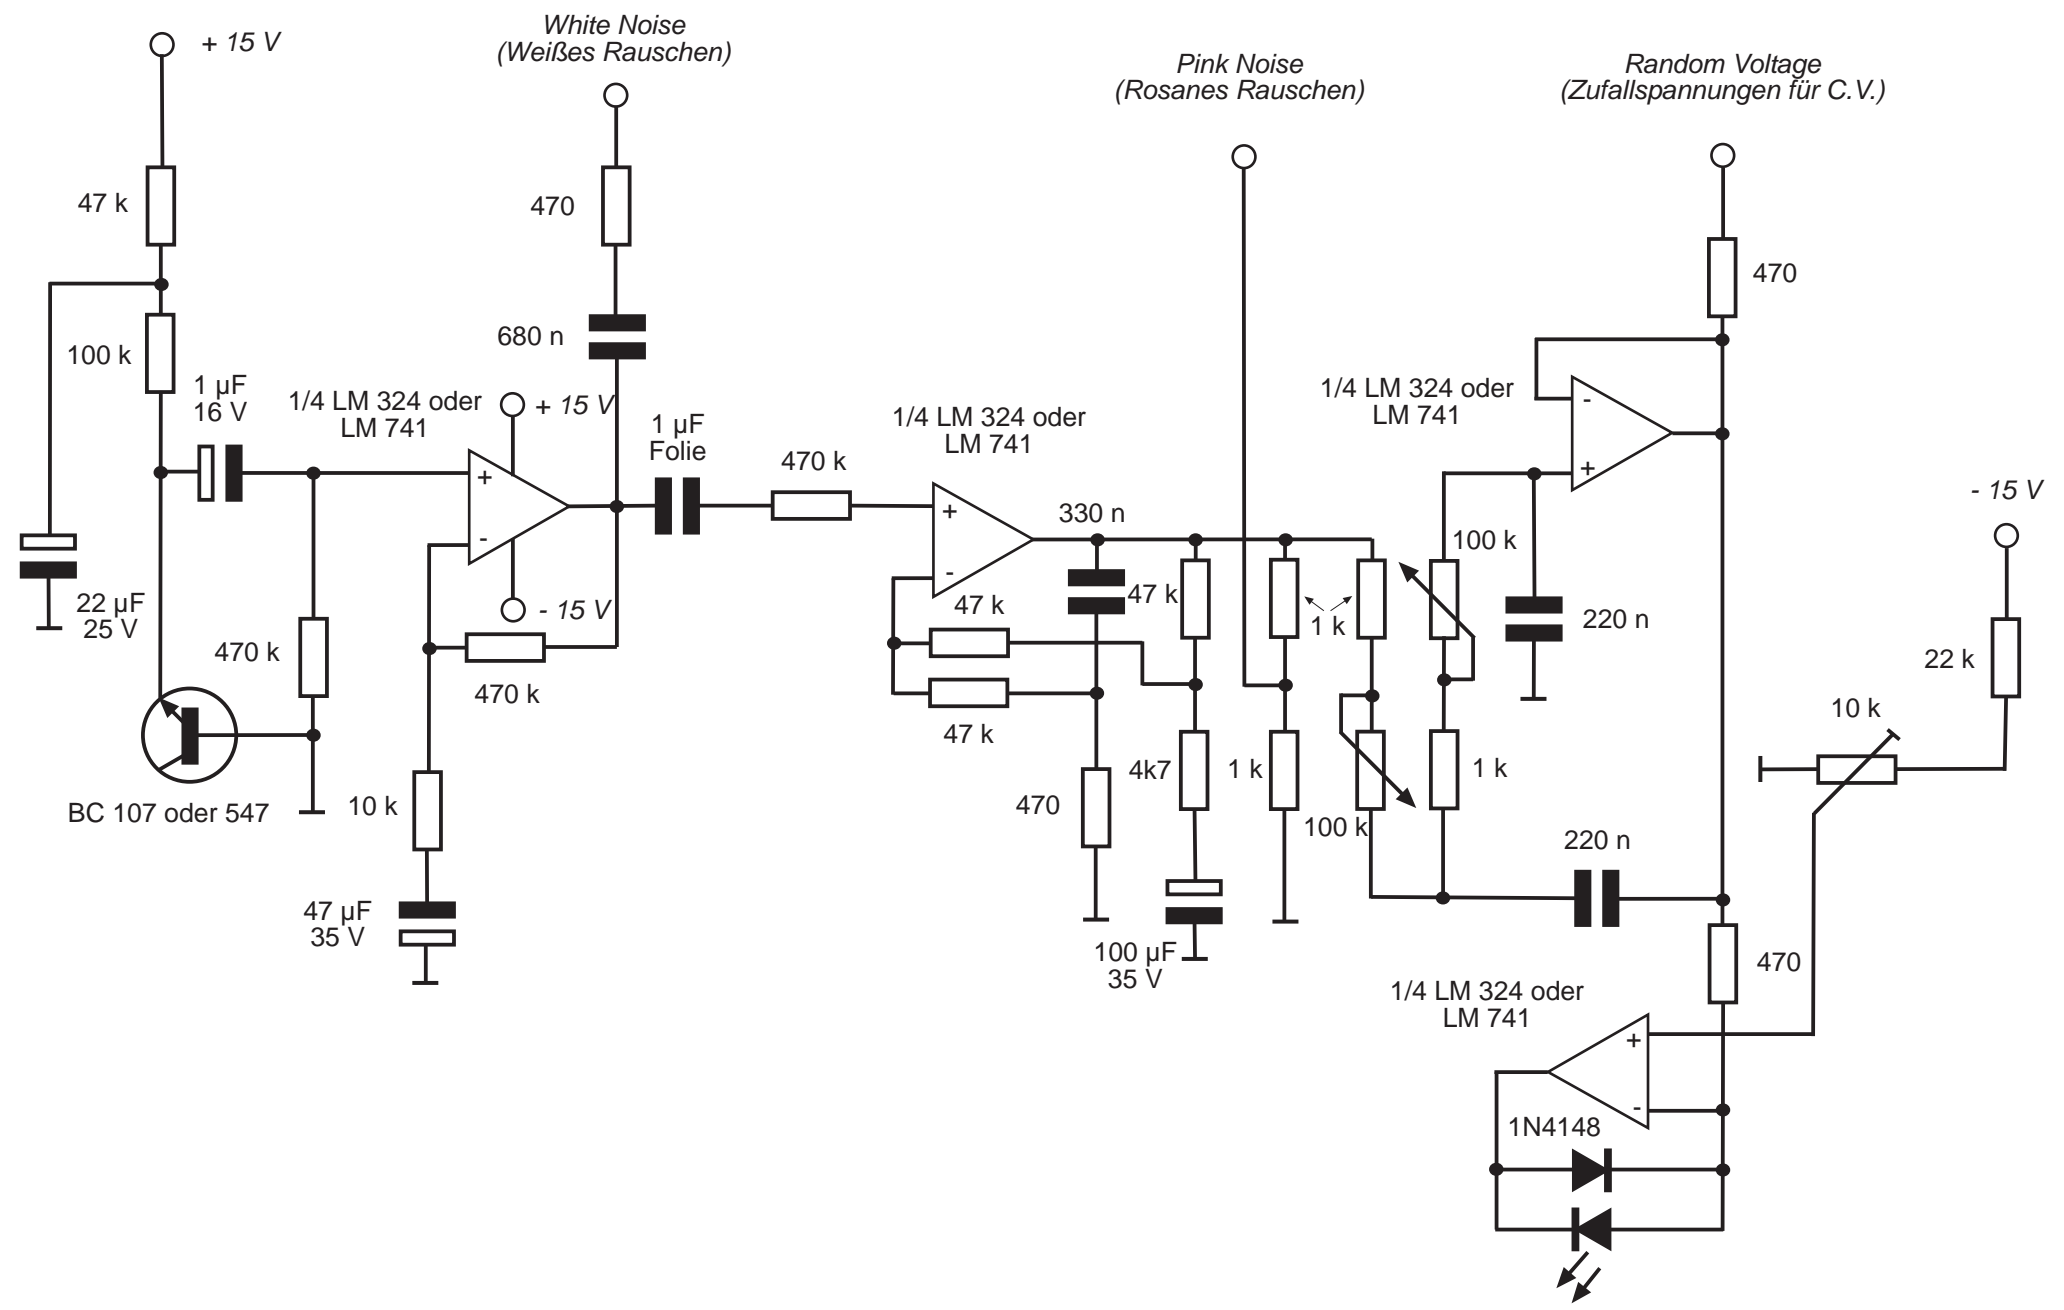 + 15 V
White Noise
(Weißes Rauschen)
Pink Noise
(Rosanes Rauschen)
Random Voltage
(Zufallspannungen für C.V.)
47 k
470
470
100 k
680 n
1 µF
16 V
1/4 LM 324 oder
LM 741
+ 15 V
+
-
- 15 V
1 µF
Folie
470 k
1/4 LM 324 oder
LM 741
+
-
330 n
1/4 LM 324 oder
LM 741
-
+
- 15 V
22 µF
25 V
470 k
470 k
47 k
47 k
47 k
1 k
100 k
220 n
22 k
10 k
BC 107 oder 547
10 k
47 µF
35 V
470
4k7
1 k
100 k
1 k
220 n
100 µF
35 V
470
1/4 LM 324 oder
LM 741
+
-
1N4148